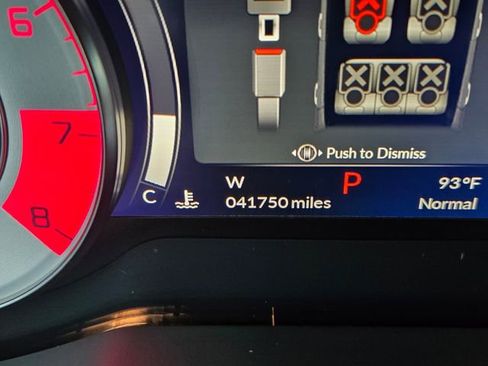 6
7
8
Push to Dismiss
C
W
P
93°F
041750 miles
Normal